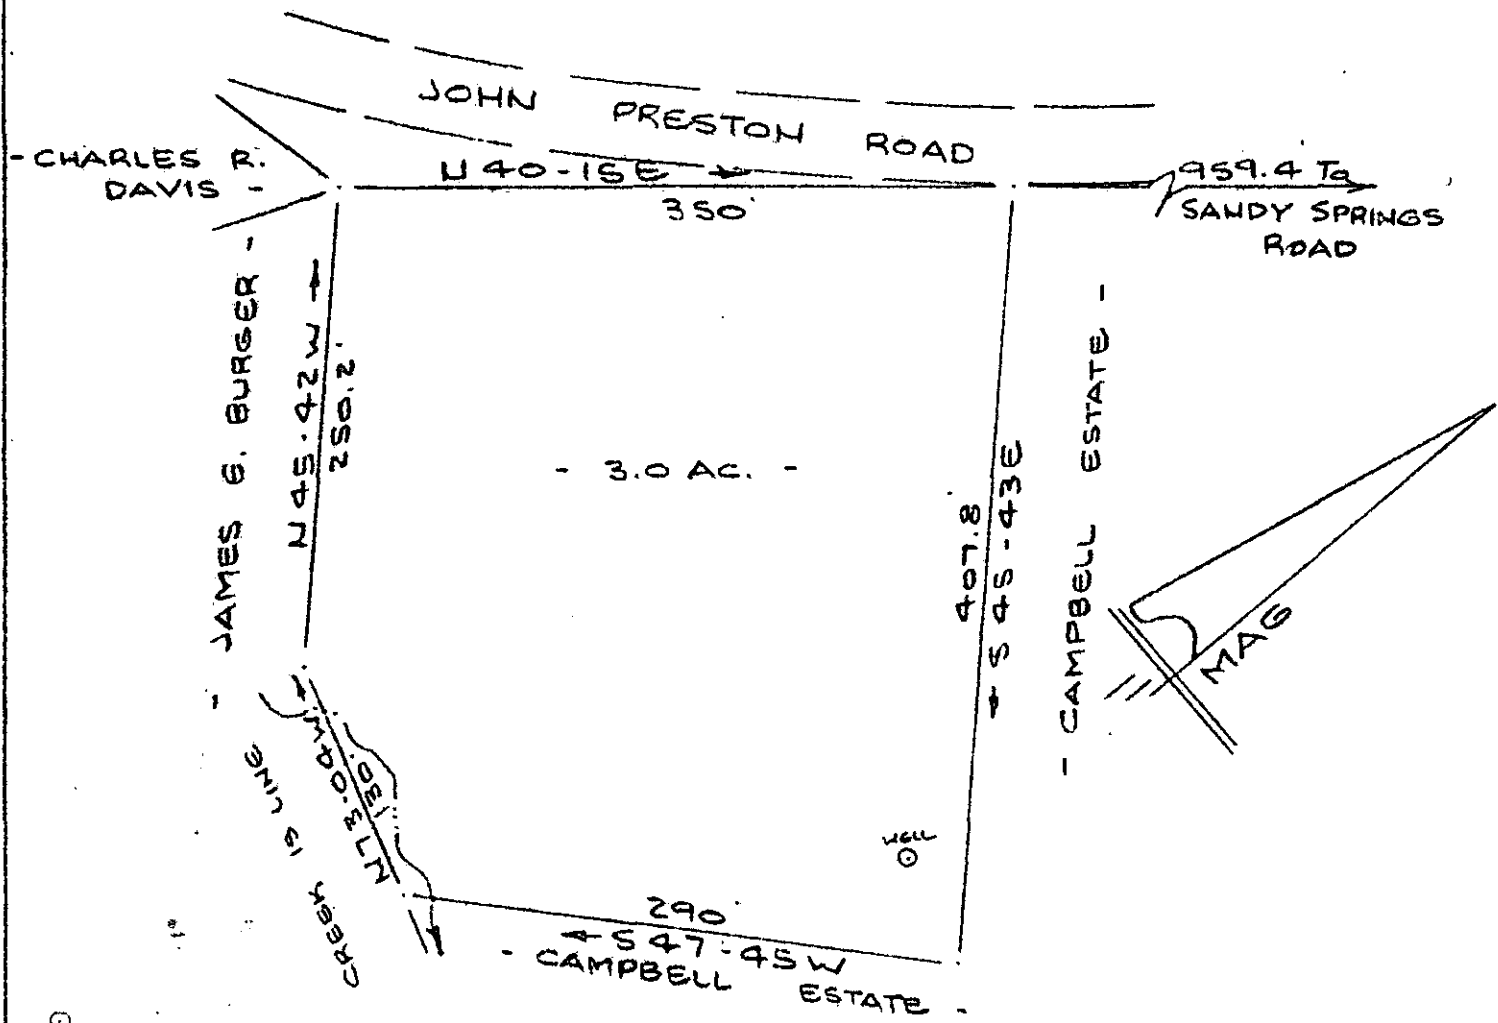 JOHN PRESTON ROAD
- CHARLES R.
DAVIS -
N 40-15E
350'
959.4 To
SANDY SPRINGS
ROAD
- JAMES E. BURGER -
N45.42W
250.2'
- 3.0 AC. -
407.8
S 45-43E
- CAMPBELL ESTATE -
MAG
N73.04W
130'
CREEK IS LINE
WELL
290'
S 47-45W
- CAMPBELL ESTATE -